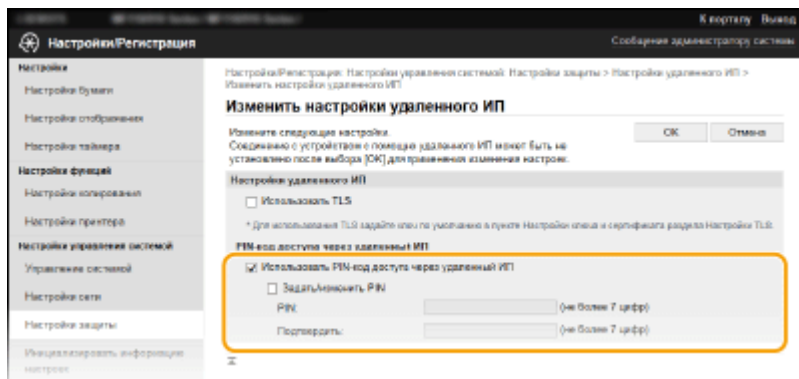 К порталу Выход
Настройки/Регистрация
Сообщение администратору системы
Настройки
Настройки бумаги
Настройки отображения
Настройки таймера
Настройки функций
Настройки копирования
Настройки принтера
Настройки управления системой
Управление системой
Настройки сети
Настройки защиты
Инициализировать информацию
настроек
Настройки/Регистрация: Настройки управления системой: Настройки защиты > Настройки удаленного ИП >
Изменить настройки удаленного ИП
Изменить настройки удаленного ИП
Измените следующие настройки.
Соединение с устройством с помощью удаленного ИП может быть не
установлено после выбора [OK] для применения изменения настроек.
OK Отмена
Настройки удаленного ИП
Использовать TLS
* Для использования TLS задайте ключ по умолчанию в пункте Настройки ключа и сертификата раздела Настройки TLS.
PIN-код доступа через удаленный ИП
Использовать PIN-код доступа через удаленный ИП
Задать/изменить PIN
PIN: (не более 7 цифр)
Подтвердить: (не более 7 цифр)